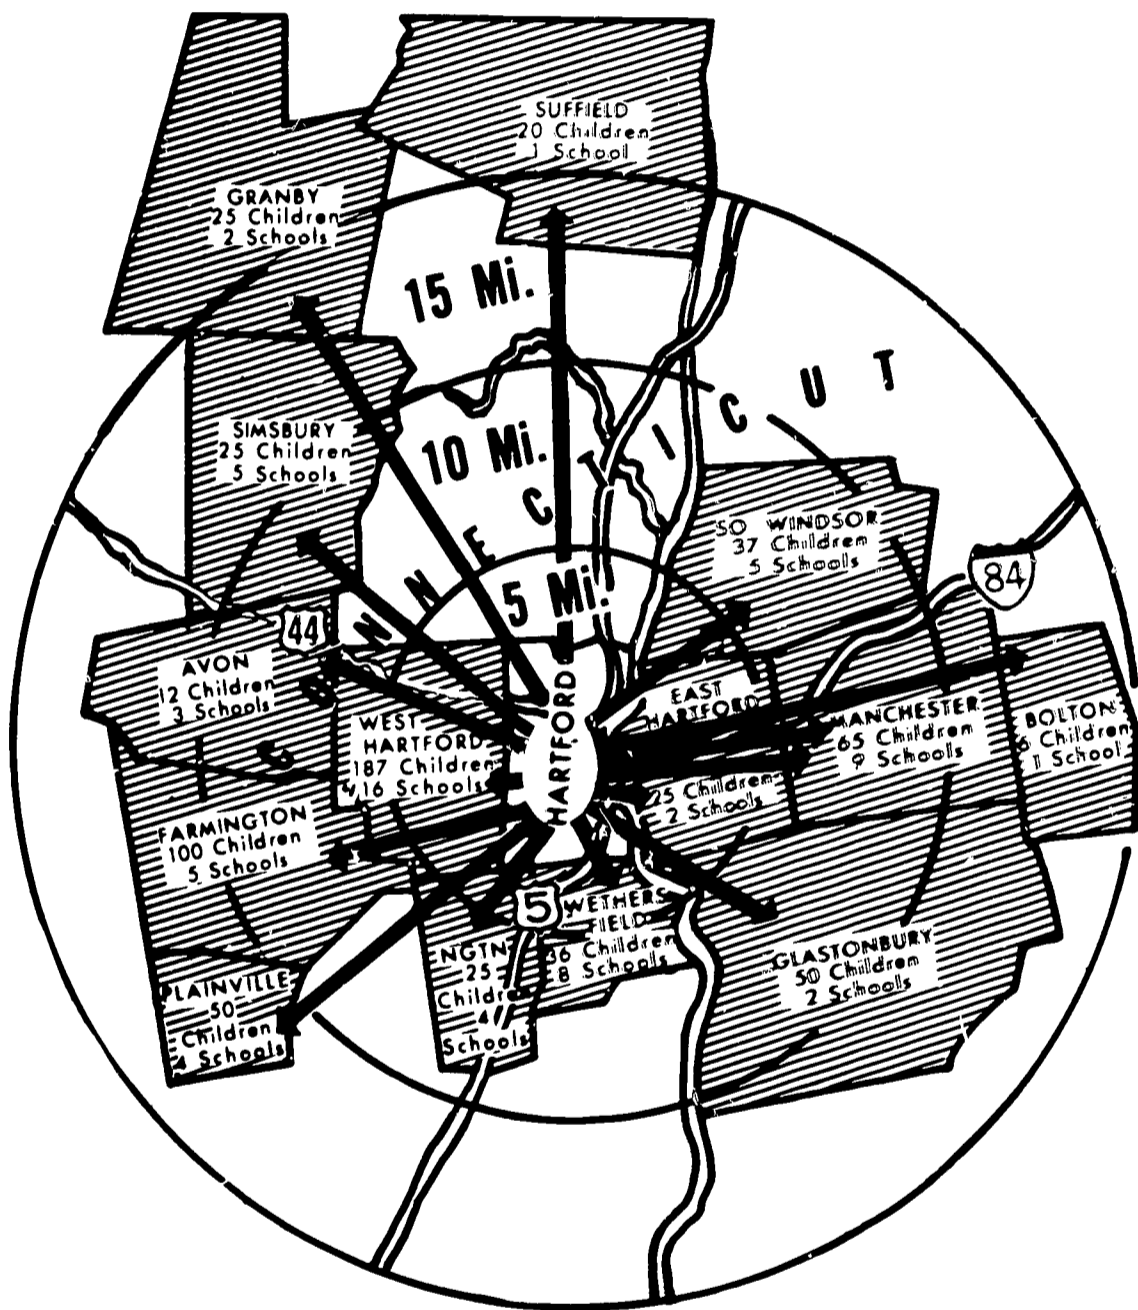 SUFFIELD
20 Children
1 School
GRANBY
25 Children
2 Schools
15 Mi.
SIMSBURY
25 Children
5 Schools
10 Mi.
C O N N E C T I C U T
SO WINDSOR
37 Children
5 Schools
84
5 Mi.
44
AVON
12 Children
3 Schools
HARTFORD
WEST
HARTFORD
187 Children
16 Schools
EAST
HARTFORD
25 Children
2 Schools
MANCHESTER
65 Children
9 Schools
BOLTON
Children
1 School
FARMINGTON
100 Children
5 Schools
5
WETHERS
FIELD
36 Children
8 Schools
NGTN
25
Children
4
Schools
GLASTONBURY
50 Children
2 Schools
PLAINVILLE
50
Children
4 Schools